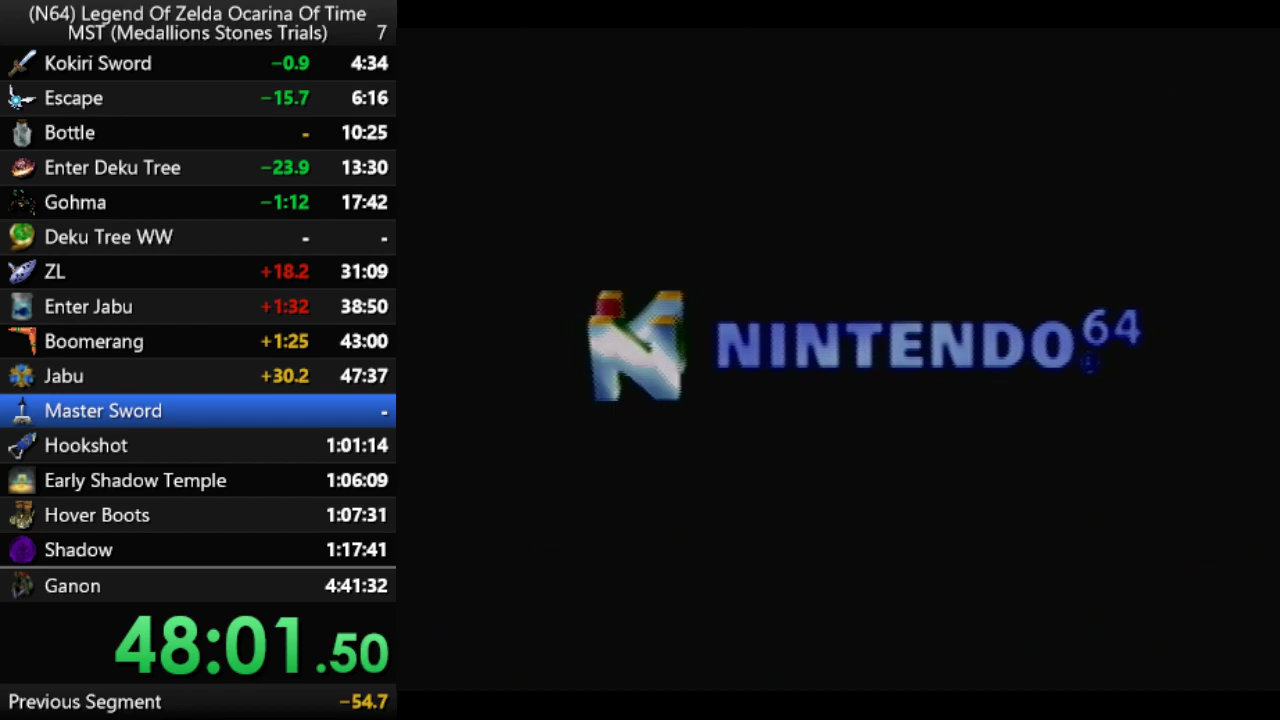 (N64) Legend Of Zelda Ocarina Of Time
MST (Medallions Stones Trials) 7
Kokiri Sword −0.9 4:34
Escape −15.7 6:16
Bottle - 10:25
Enter Deku Tree −23.9 13:30
Gohma −1:12 17:42
Deku Tree WW - -
ZL +18.2 31:09
Enter Jabu +1:32 38:50
Boomerang +1:25 43:00
Jabu +30.2 47:37
Master Sword -
Hookshot 1:01:14
Early Shadow Temple 1:06:09
Hover Boots 1:07:31
Shadow 1:17:41
Ganon 4:41:32
48:01.50
Previous Segment −54.7
NINTENDO64 ®